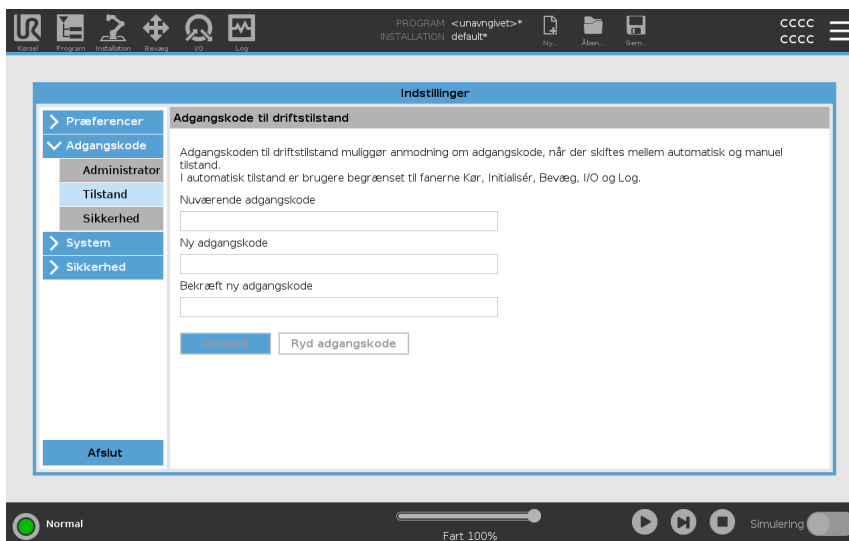 UR
PROGRAM <unavngivet>*
INSTALLATION default*
Kørsel Program Installation Bevæg I/O Log
Ny... Åben... Gem...
CCCC
CCCC
Indstillinger
Præferencer
Adgangskode
Administrator
Tilstand
Sikkerhed
System
Sikkerhed
Afslut
Adgangskode til driftstilstand
Adgangskoden til driftstilstand muliggør anmodning om adgangskode, når der skiftes mellem automatisk og manuel
tilstand.
I automatisk tilstand er brugere begrænset til fanerne Kør, Initialisér, Bevæg, I/O og Log.
Nuværende adgangskode
Ny adgangskode
Bekræft ny adgangskode
Anvend Ryd adgangskode
Normal
Fart 100%
Simulering